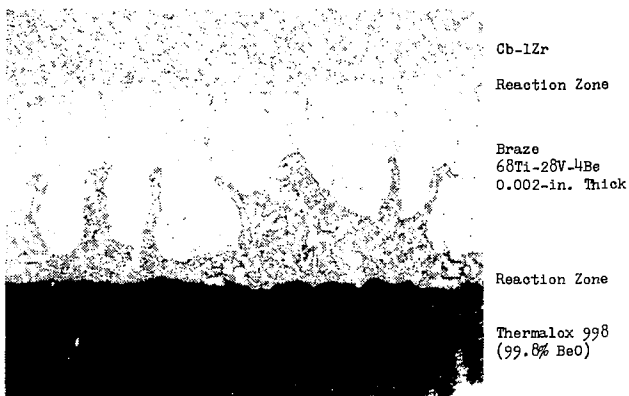 Cb-1Zr
Reaction Zone
Braze
68Ti-28V-4Be
0.002-in. Thick
Reaction Zone
Thermalox 998
(99.8% BeO)